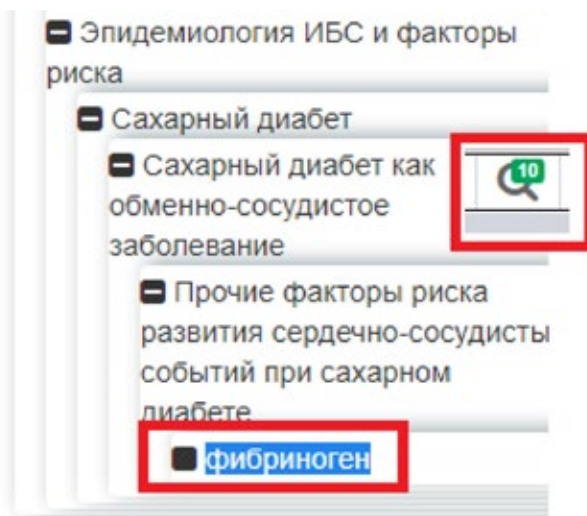 Эпидемиология ИБС и факторы
риска
Сахарный диабет
Сахарный диабет как
обменно-сосудистое
заболевание
10
Прочие факторы риска
развития сердечно-сосудисты
событий при сахарном
диабете
фибриноген